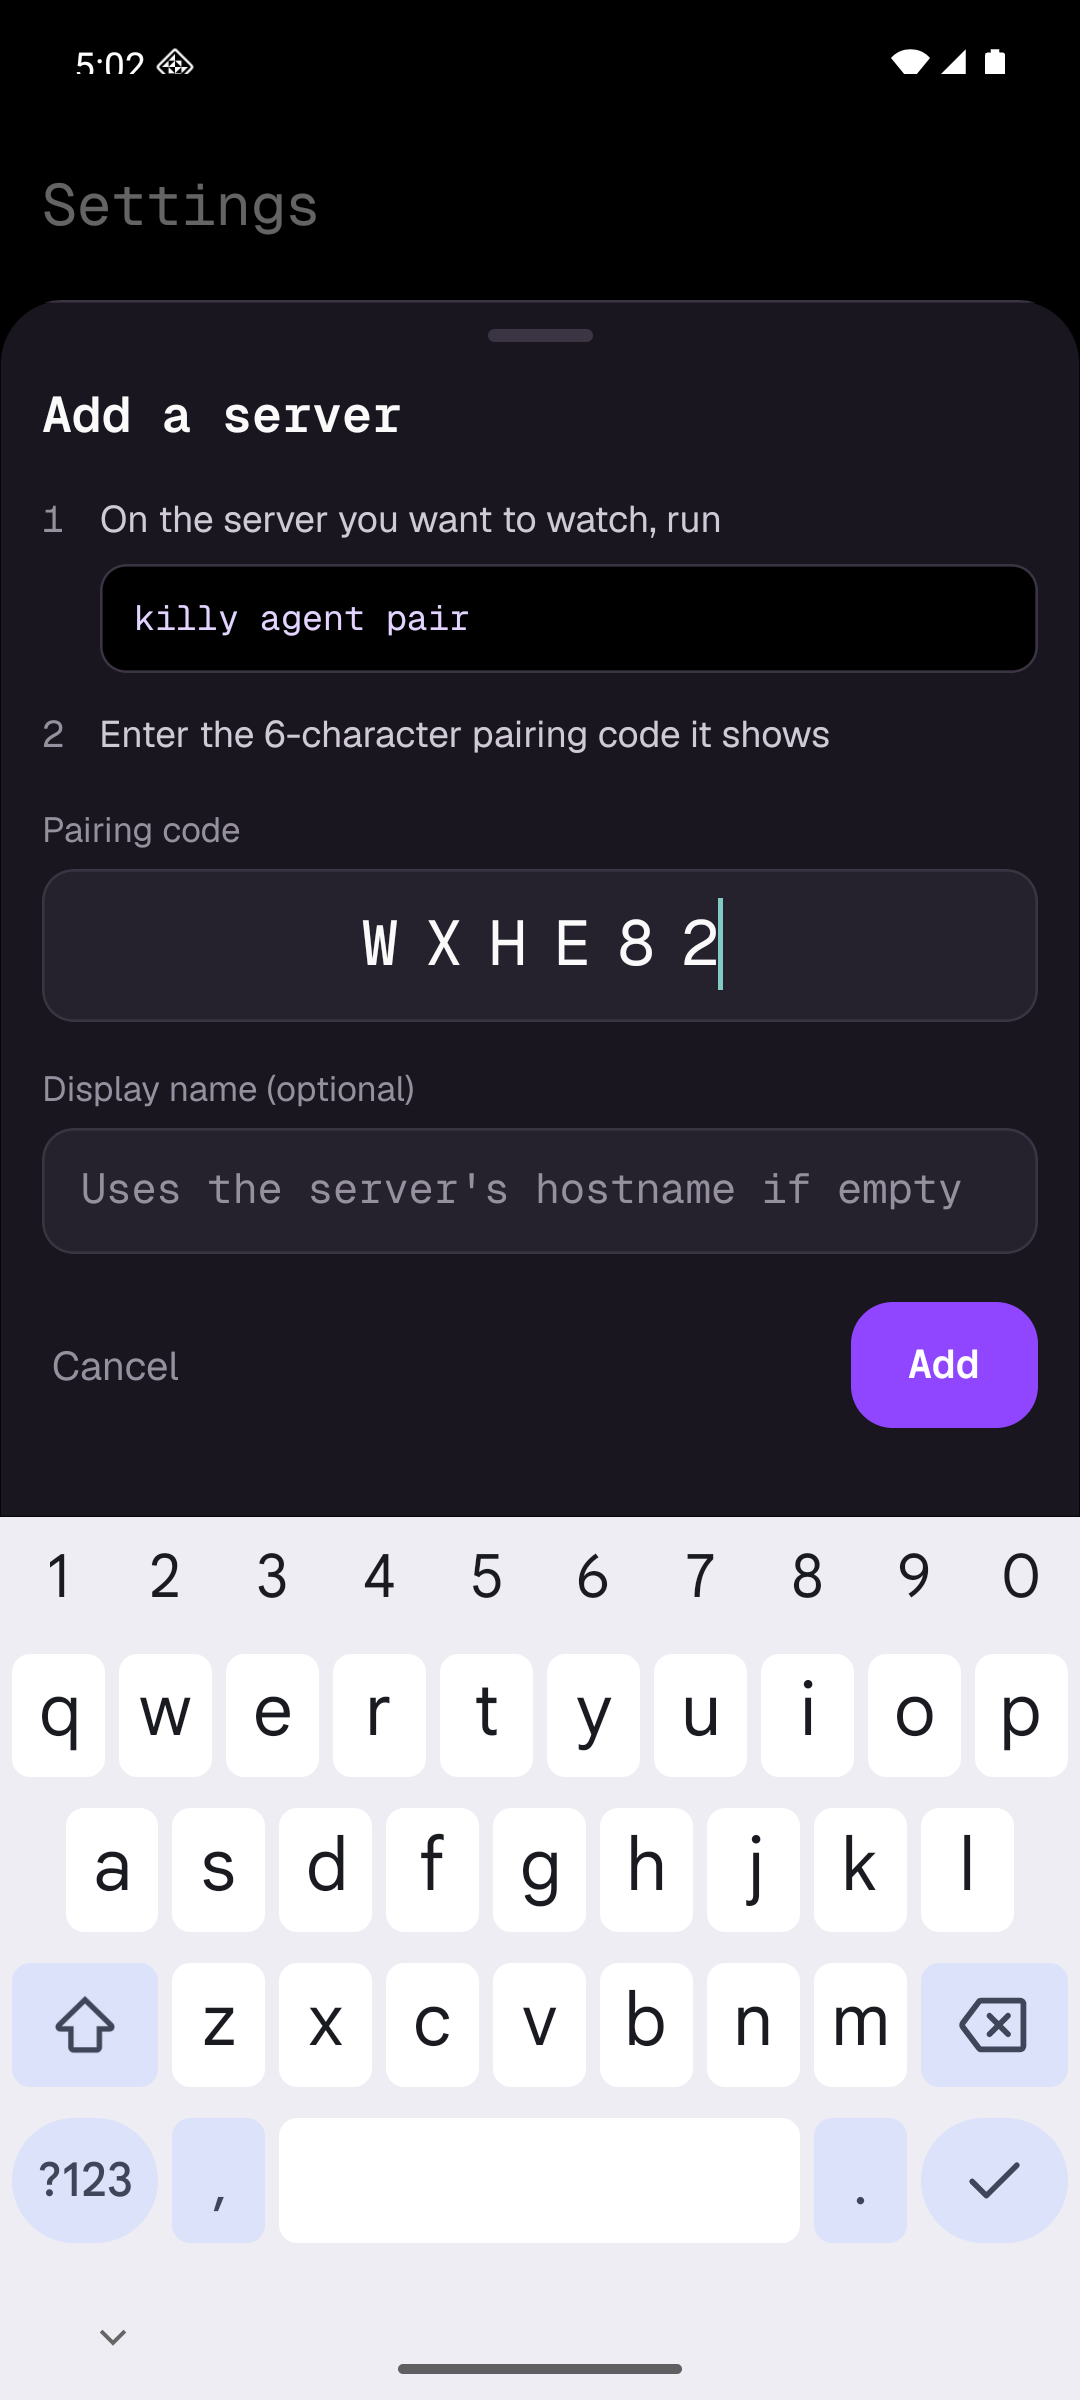 5:02
Settings
Add a server
1 On the server you want to watch, run
killy agent pair
2 Enter the 6-character pairing code it shows
Pairing code
WXHE82
Display name (optional)
Uses the server's hostname if empty
Cancel Add
1 2 3 4 5 6 7 8 9 0
q w e r t y u i o p
a s d f g h j k l
z x c v b n m
?123 , .